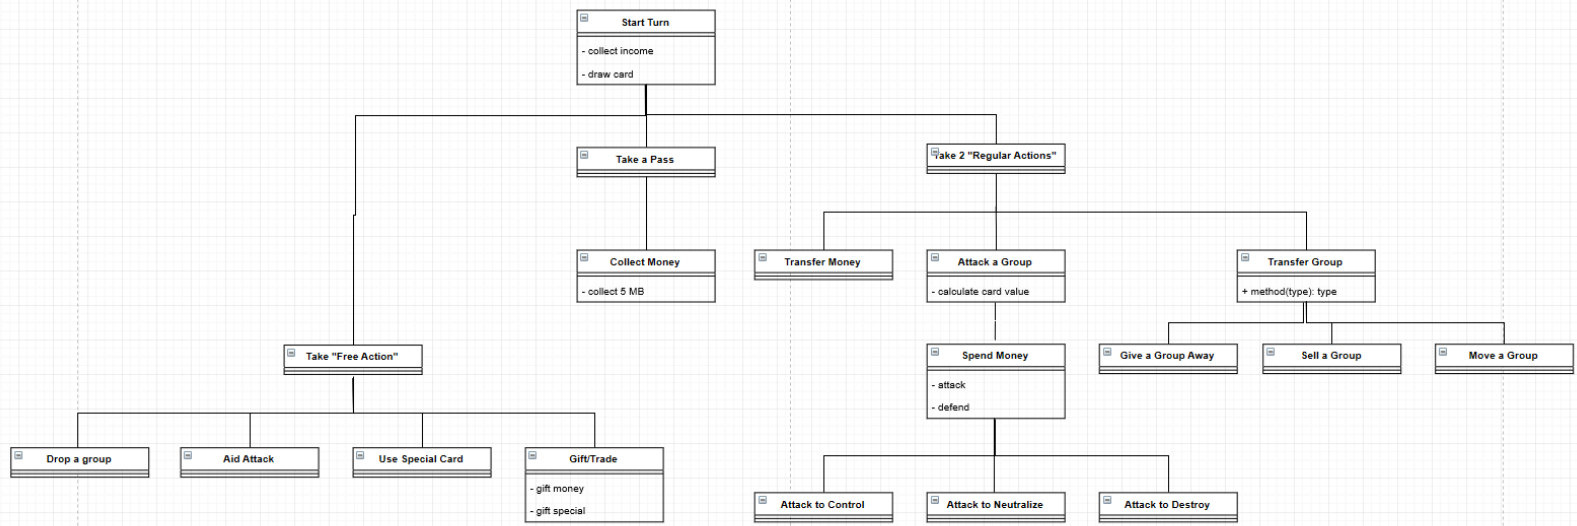 Start Turn
- collect income
- draw card
Take a Pass
Take 2 "Regular Actions"
Collect Money
- collect 5 MB
Transfer Money
Attack a Group
- calculate card value
Transfer Group
+ method(type): type
Take "Free Action"
Spend Money
- attack
- defend
Give a Group Away
Sell a Group
Move a Group
Drop a group
Aid Attack
Use Special Card
Gift/Trade
- gift money
- gift special
Attack to Control
Attack to Neutralize
Attack to Destroy